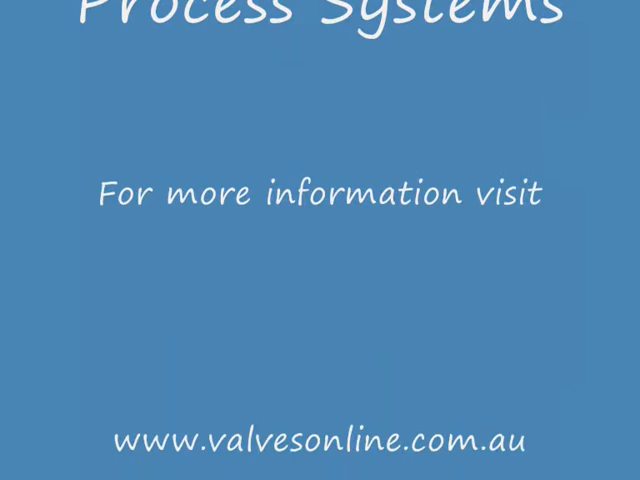 Process Systems
For more information visit
www.valvesonline.com.au